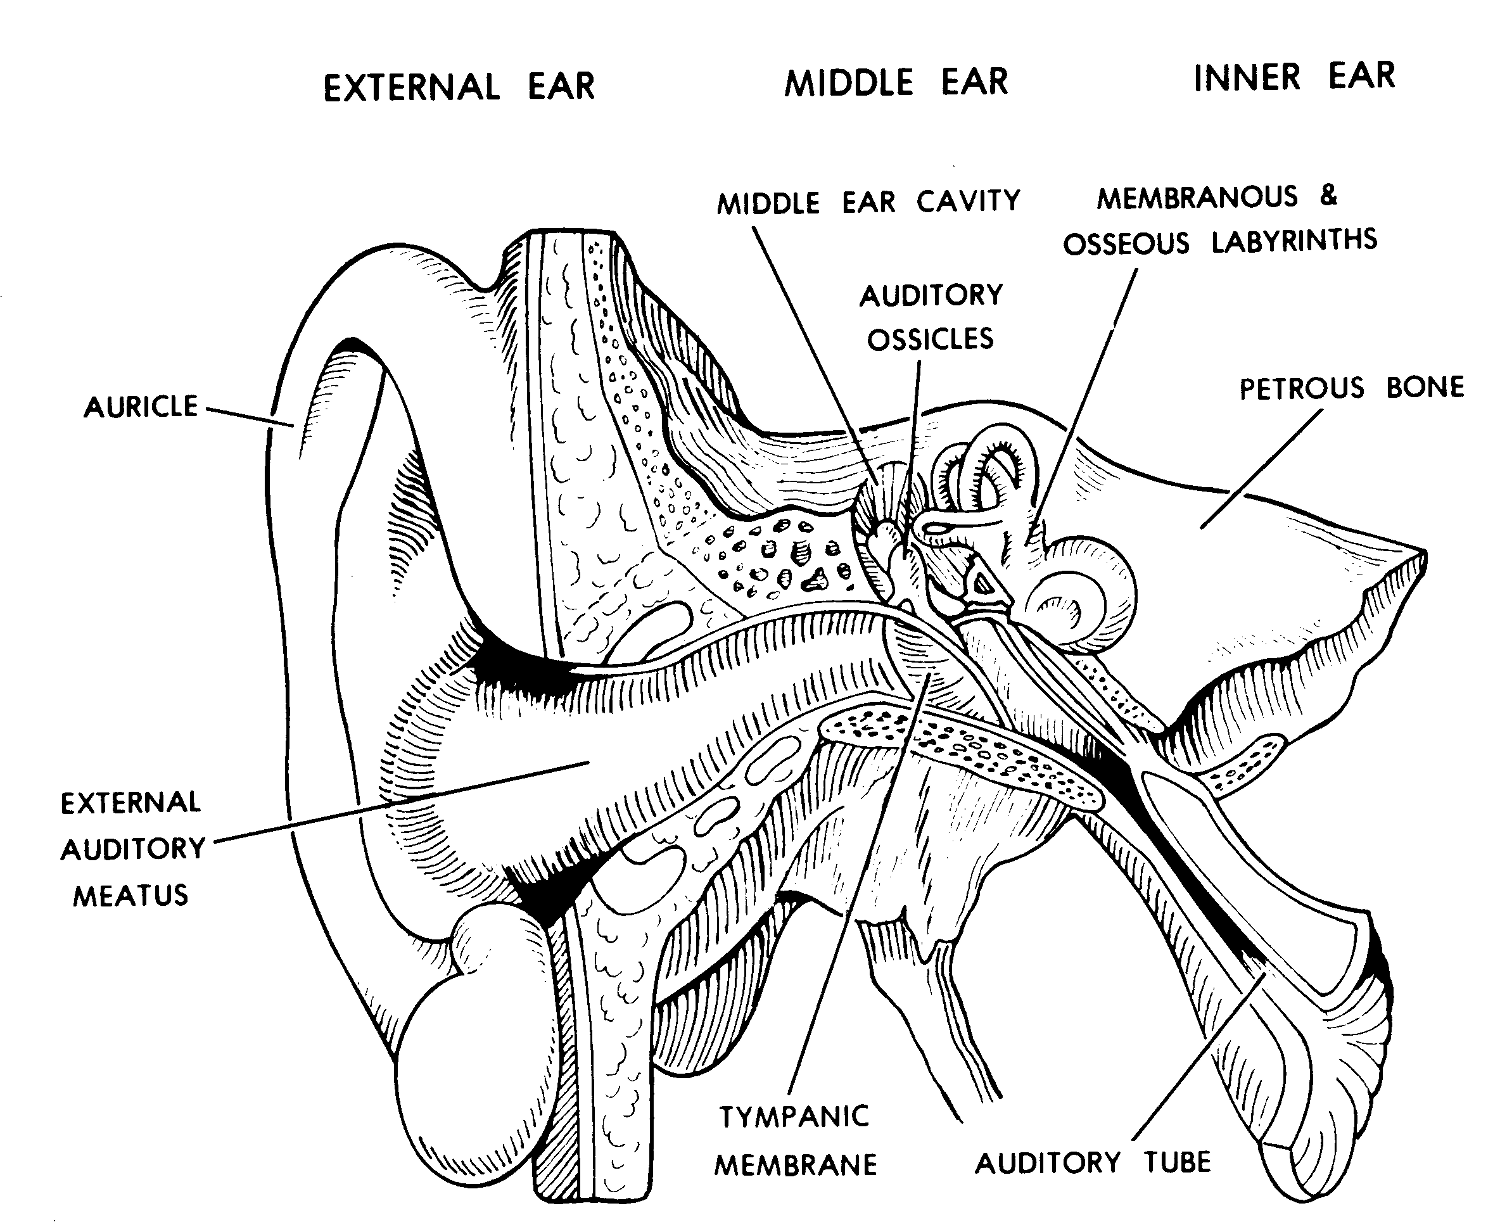 EXTERNAL EAR
MIDDLE EAR
INNER EAR
MIDDLE EAR CAVITY
MEMBRANOUS &
OSSEOUS LABYRINTHS
AUDITORY
OSSICLES
PETROUS BONE
AURICLE
EXTERNAL
AUDITORY
MEATUS
TYMPANIC
MEMBRANE
AUDITORY TUBE